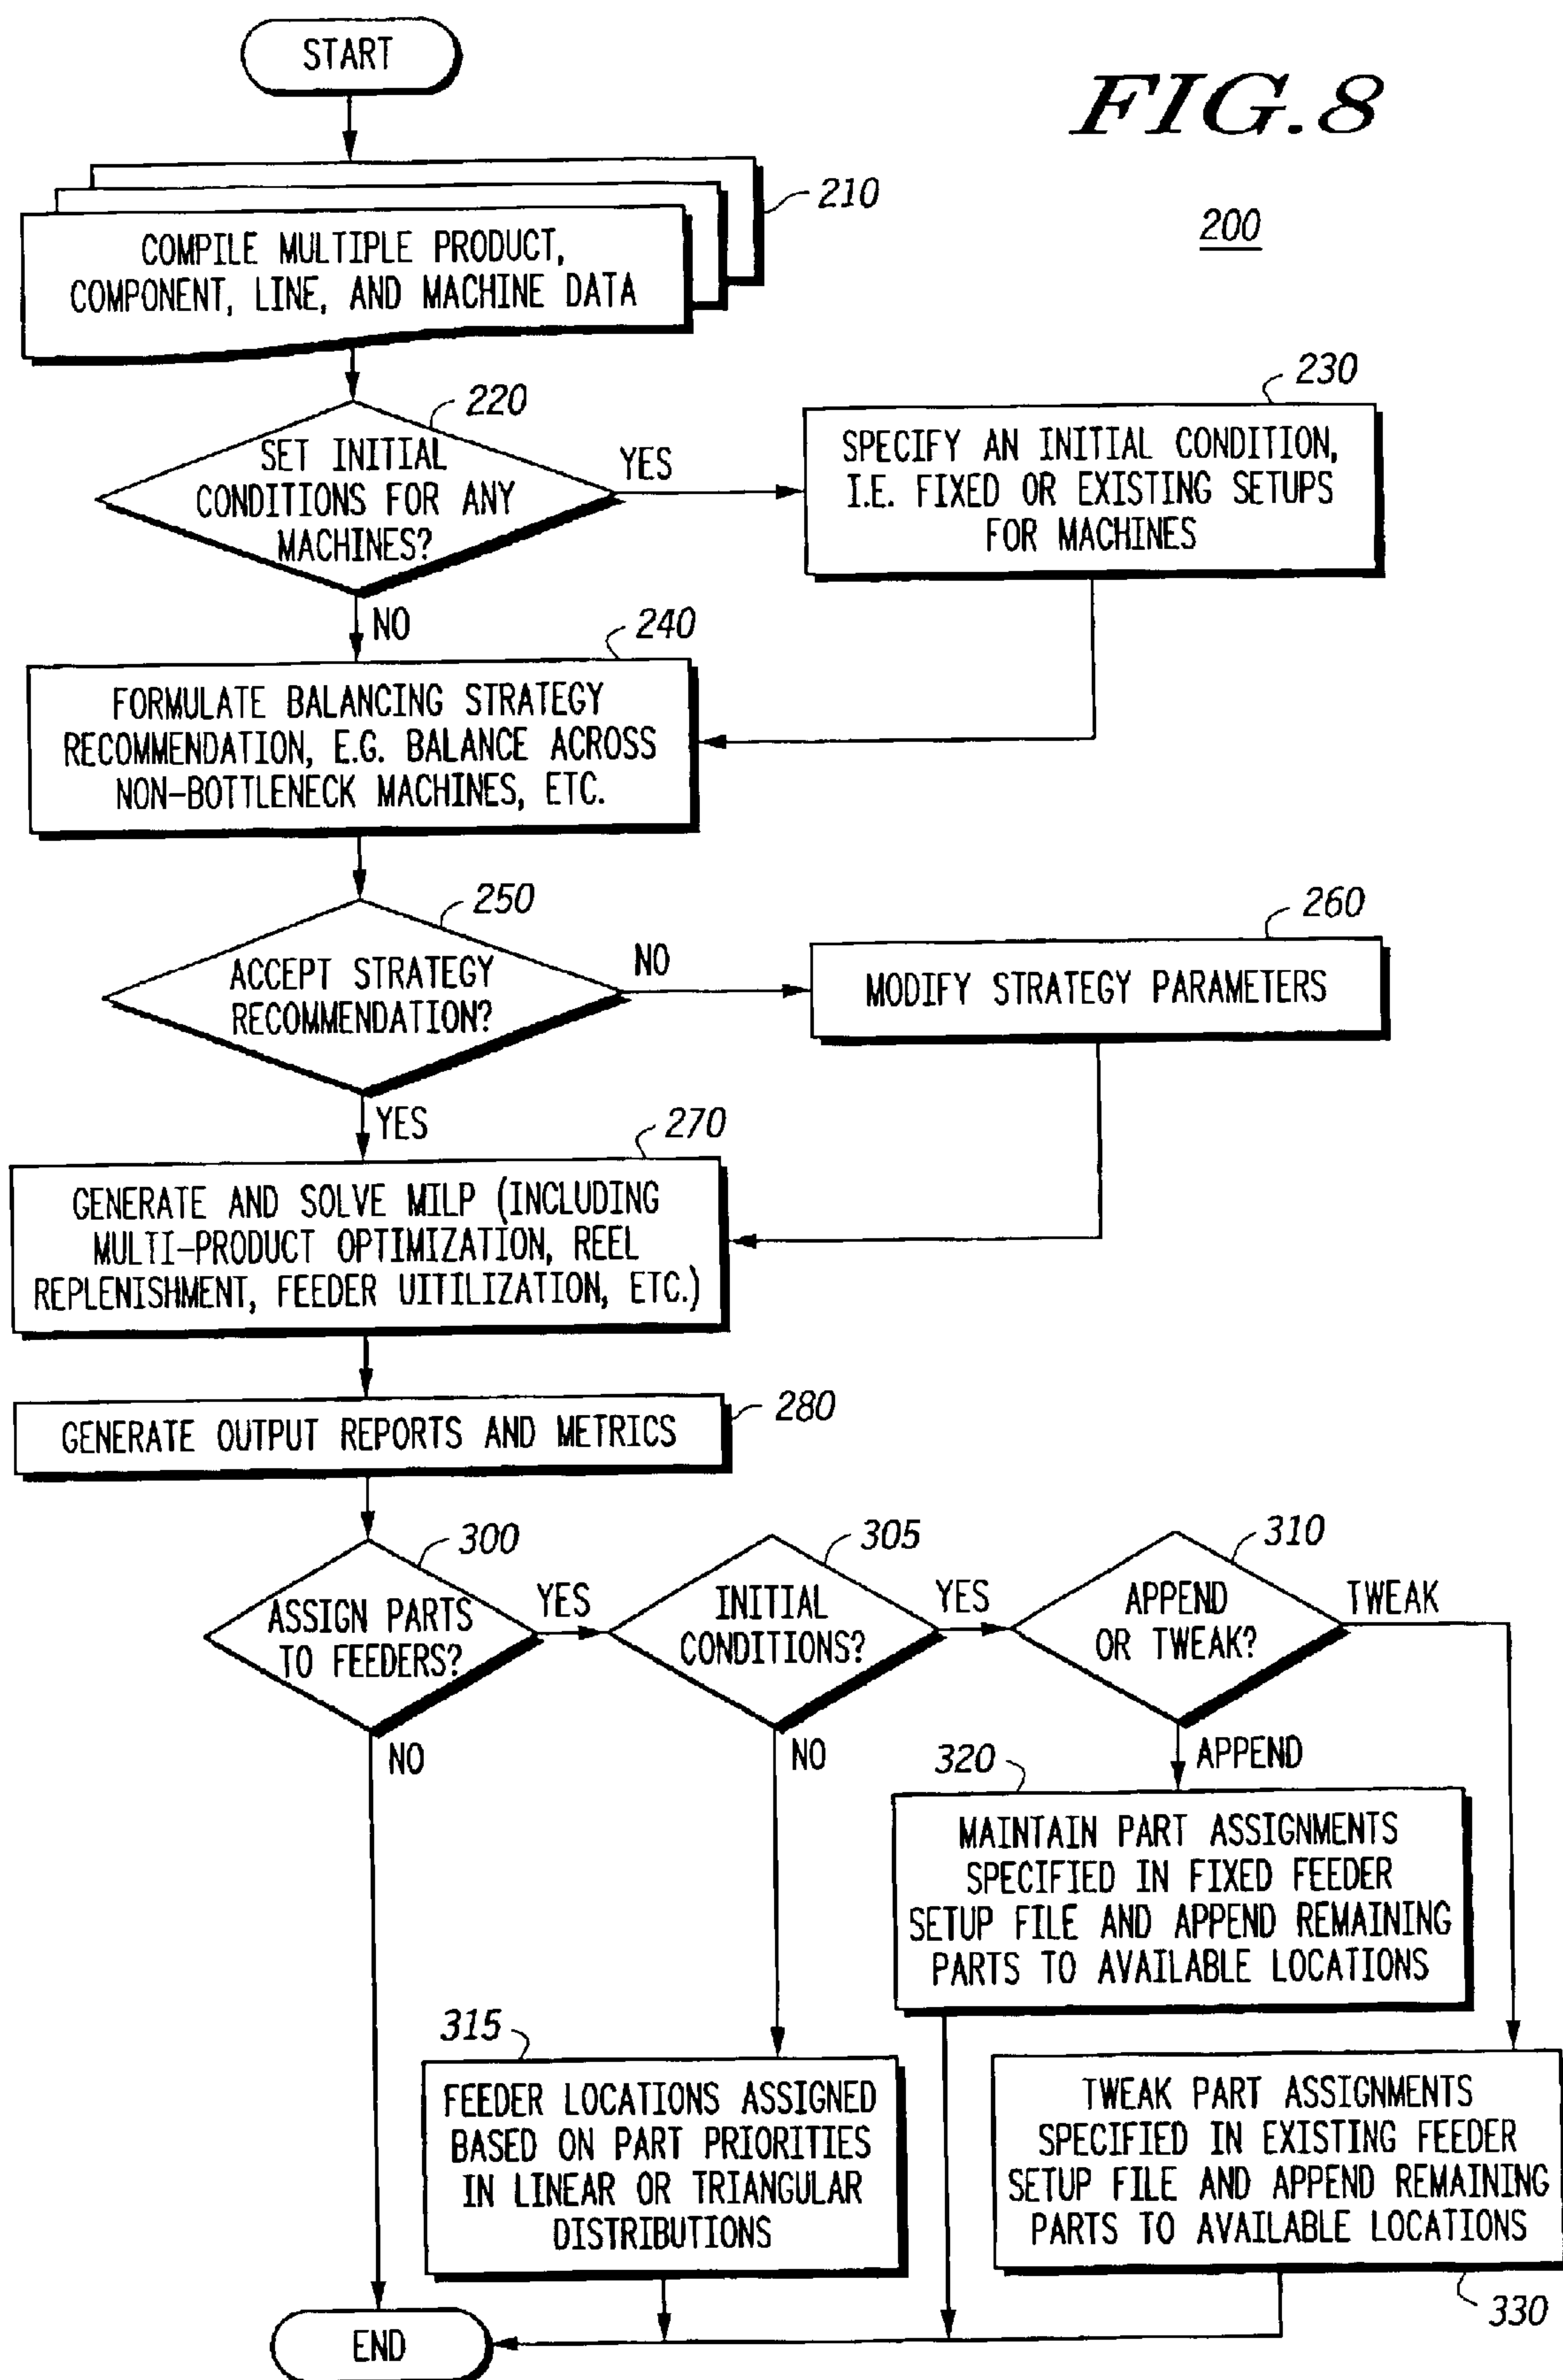 START
FIG.8
200
210
COMPILE MULTIPLE PRODUCT,
COMPONENT, LINE, AND MACHINE DATA
220
SET INITIAL
CONDITIONS FOR ANY
MACHINES?
YES
230
SPECIFY AN INITIAL CONDITION,
I.E. FIXED OR EXISTING SETUPS
FOR MACHINES
NO
240
FORMULATE BALANCING STRATEGY
RECOMMENDATION, E.G. BALANCE ACROSS
NON-BOTTLENECK MACHINES, ETC.
250
ACCEPT STRATEGY
RECOMMENDATION?
NO
260
MODIFY STRATEGY PARAMETERS
YES
270
GENERATE AND SOLVE MILP (INCLUDING
MULTI-PRODUCT OPTIMIZATION, REEL
REPLENISHMENT, FEEDER UITILIZATION, ETC.)
280
GENERATE OUTPUT REPORTS AND METRICS
300
ASSIGN PARTS
TO FEEDERS?
YES
305
INITIAL
CONDITIONS?
YES
310
APPEND
OR TWEAK?
TWEAK
NO
NO
APPEND
320
MAINTAIN PART ASSIGNMENTS
SPECIFIED IN FIXED FEEDER
SETUP FILE AND APPEND REMAINING
PARTS TO AVAILABLE LOCATIONS
315
FEEDER LOCATIONS ASSIGNED
BASED ON PART PRIORITIES
IN LINEAR OR TRIANGULAR
DISTRIBUTIONS
TWEAK PART ASSIGNMENTS
SPECIFIED IN EXISTING FEEDER
SETUP FILE AND APPEND REMAINING
PARTS TO AVAILABLE LOCATIONS
330
END